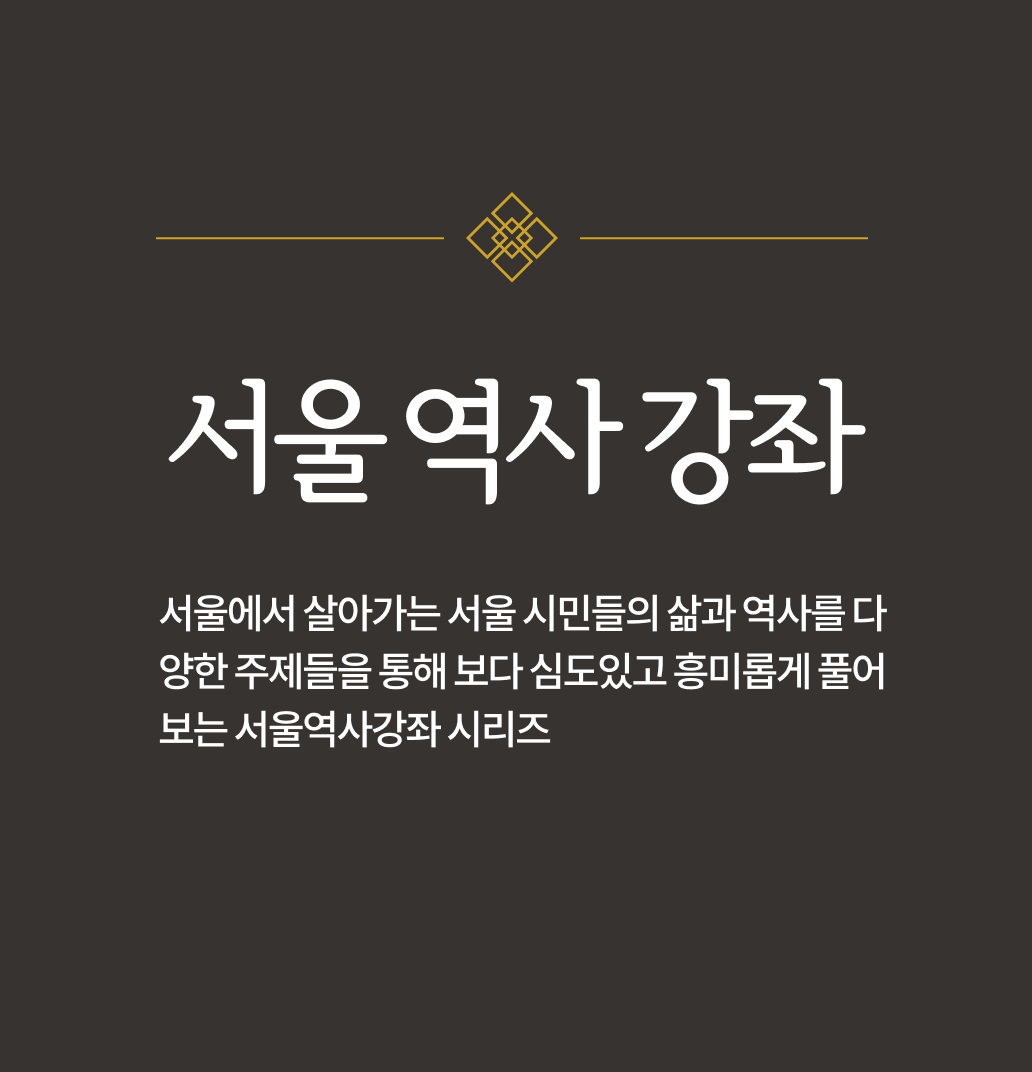 서울 역사 강좌
서울에서 살아가는 서울 시민들의 삶과 역사를 다
양한 주제들을 통해 보다 심도있고 흥미롭게 풀어
보는 서울역사강좌 시리즈